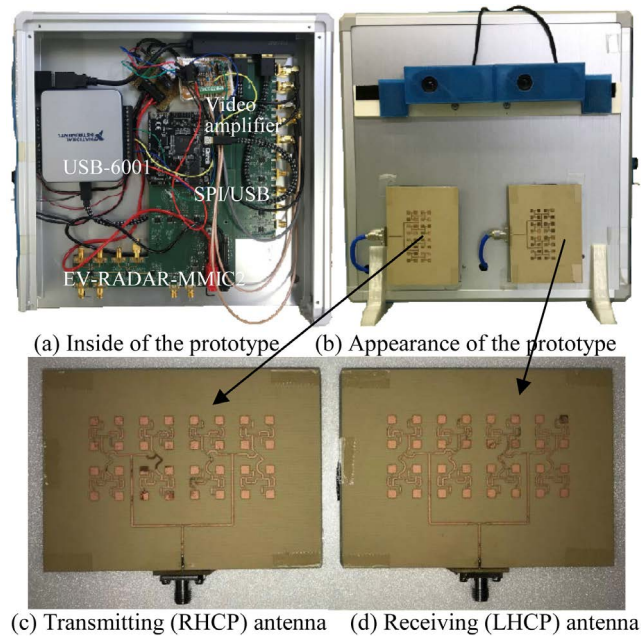 Video
amplifier
USB-6001
SPI/USB
EV-RADAR-MMIC2
(a) Inside of the prototype (b) Appearance of the prototype
(c) Transmitting (RHCP) antenna (d) Receiving (LHCP) antenna